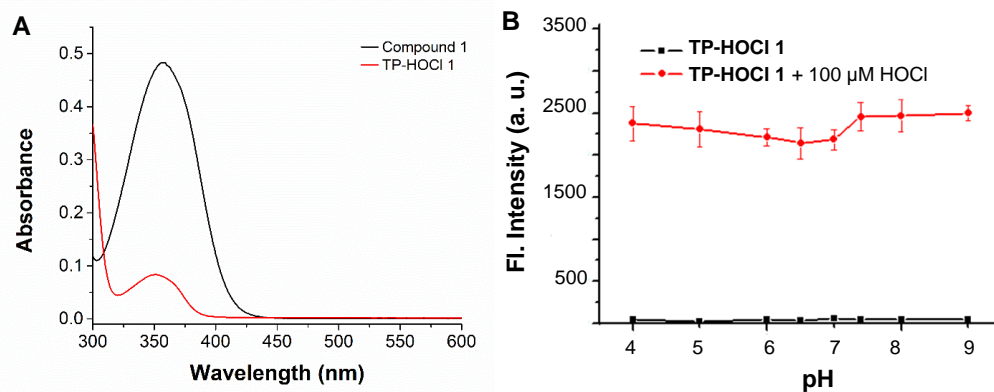 A
Compound 1
TP-HOCl 1
0.5
0.4
0.3
0.2
0.1
0.0
Absorbance
300 350 400 450 500 550 600
Wavelength (nm)
B
TP-HOCl 1
TP-HOCl 1 + 100 μM HOCl
3500
2500
1500
500
Fl. Intensity (a. u.)
4 5 6 7 8 9
pH